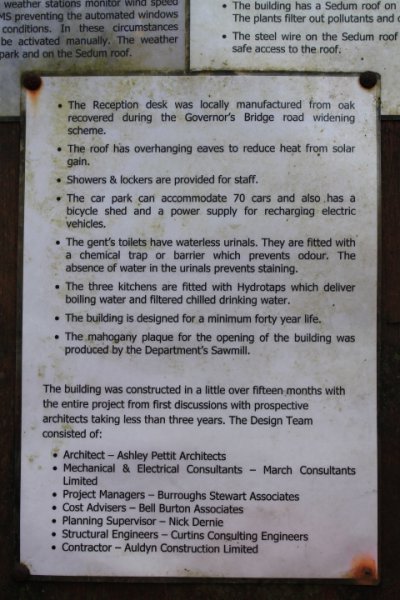 weather stations monitor wind speed
MS preventing the automated windows
conditions. In these circumstances
be activated manually. The weather
park and on the Sedum roof.
• The building has a Sedum roof on
The plants filter out pollutants and
• The steel wire on the Sedum roof
safe access to the roof.
• The Reception desk was locally manufactured from oak
recovered during the Governor's Bridge road widening
scheme.
• The roof has overhanging eaves to reduce heat from solar
gain.
• Showers & lockers are provided for staff.
• The car park can accommodate 70 cars and also has a
bicycle shed and a power supply for recharging electric
vehicles.
• The gent's toilets have waterless urinals. They are fitted with
a chemical trap or barrier which prevents odour. The
absence of water in the urinals prevents staining.
• The three kitchens are fitted with Hydrotaps which deliver
boiling water and filtered chilled drinking water.
• The building is designed for a minimum forty year life.
• The mahogany plaque for the opening of the building was
produced by the Department's Sawmill.
The building was constructed in a little over fifteen months with
the entire project from first discussions with prospective
architects taking less than three years. The Design Team
consisted of:
• Architect – Ashley Pettit Architects
• Mechanical & Electrical Consultants – March Consultants
Limited
• Project Managers – Burroughs Stewart Associates
• Cost Advisers – Bell Burton Associates
• Planning Supervisor – Nick Dernie
• Structural Engineers – Curtins Consulting Engineers
• Contractor – Auldyn Construction Limited